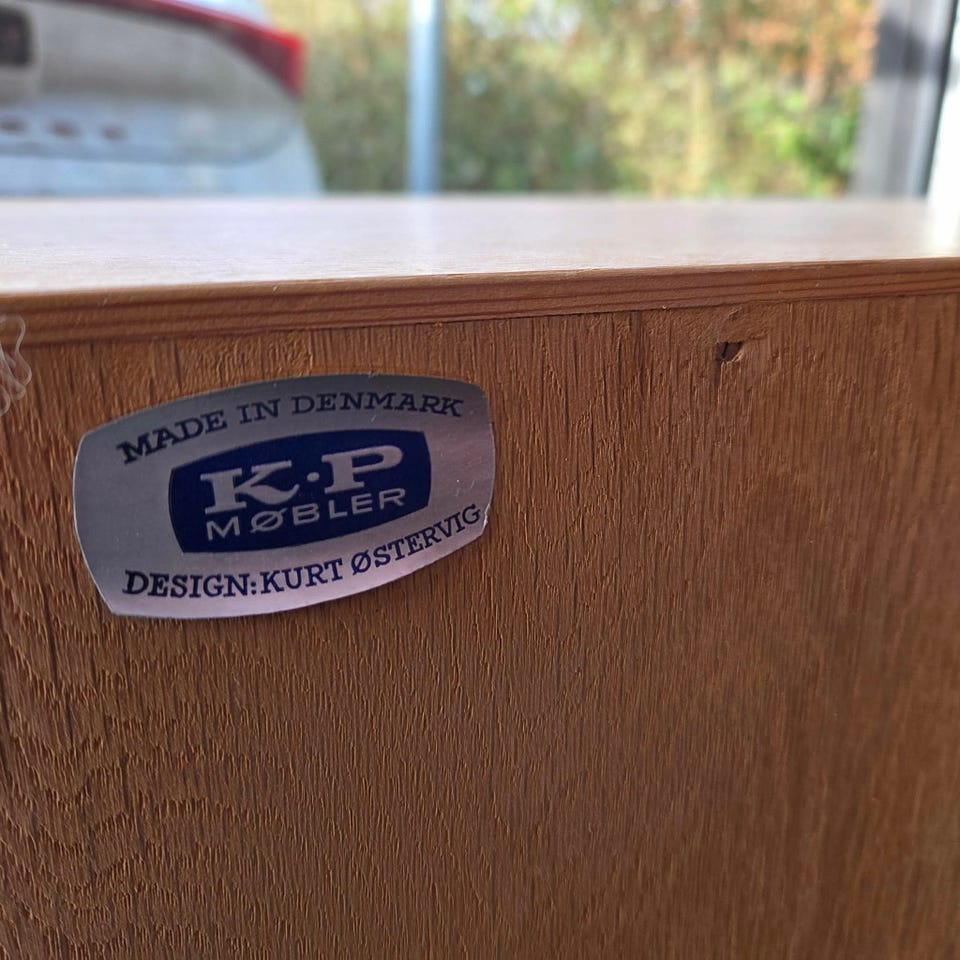 MADE IN DENMARK
K·P
MØBLER
DESIGN: KURT ØSTERVIG